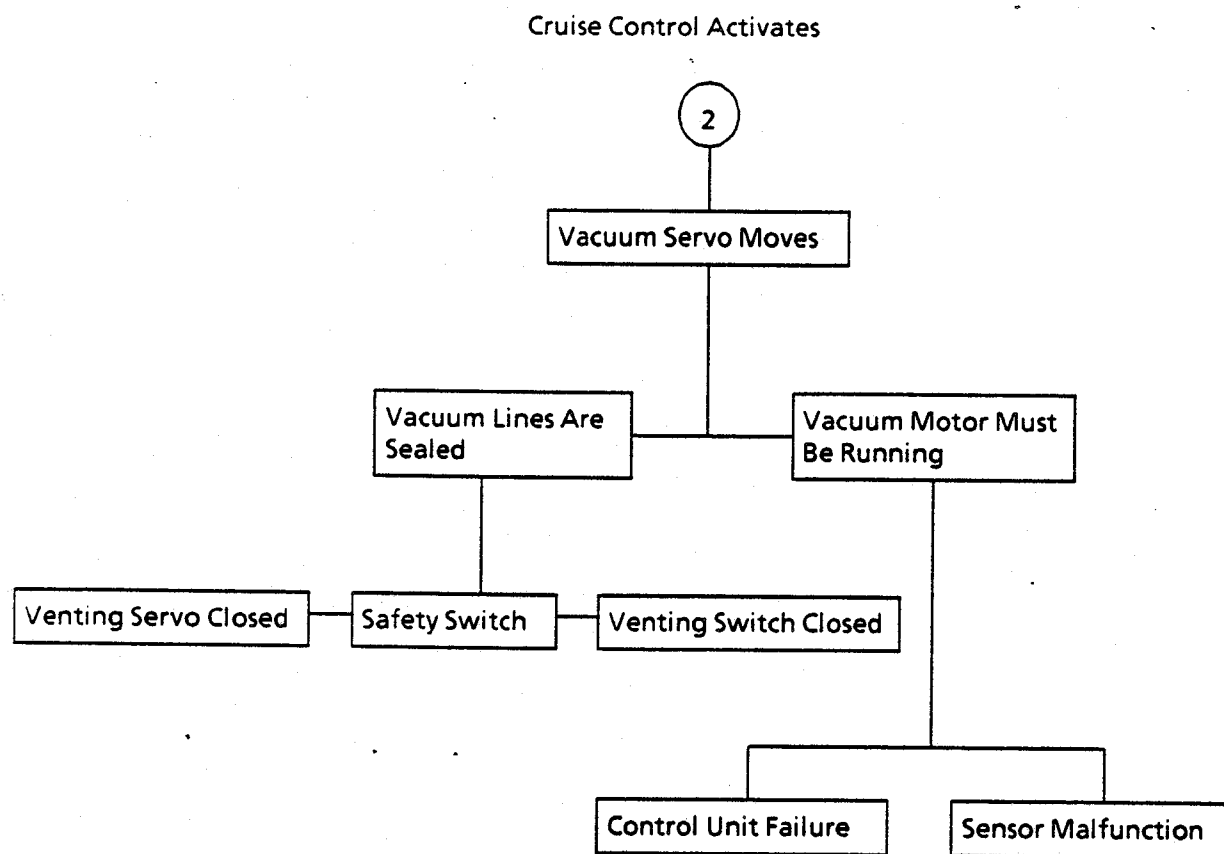 Cruise Control Activates
2
Vacuum Servo Moves
Vacuum Lines Are
Sealed
Vacuum Motor Must
Be Running
Venting Servo Closed
Safety Switch
Venting Switch Closed
Control Unit Failure
Sensor Malfunction